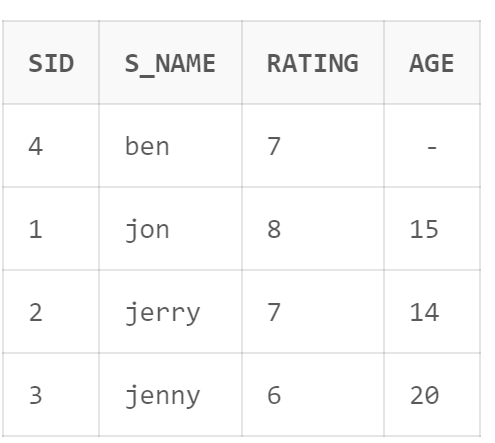 SID S_NAME RATING AGE
4 ben 7 -
1 jon 8 15
2 jerry 7 14
3 jenny 6 20